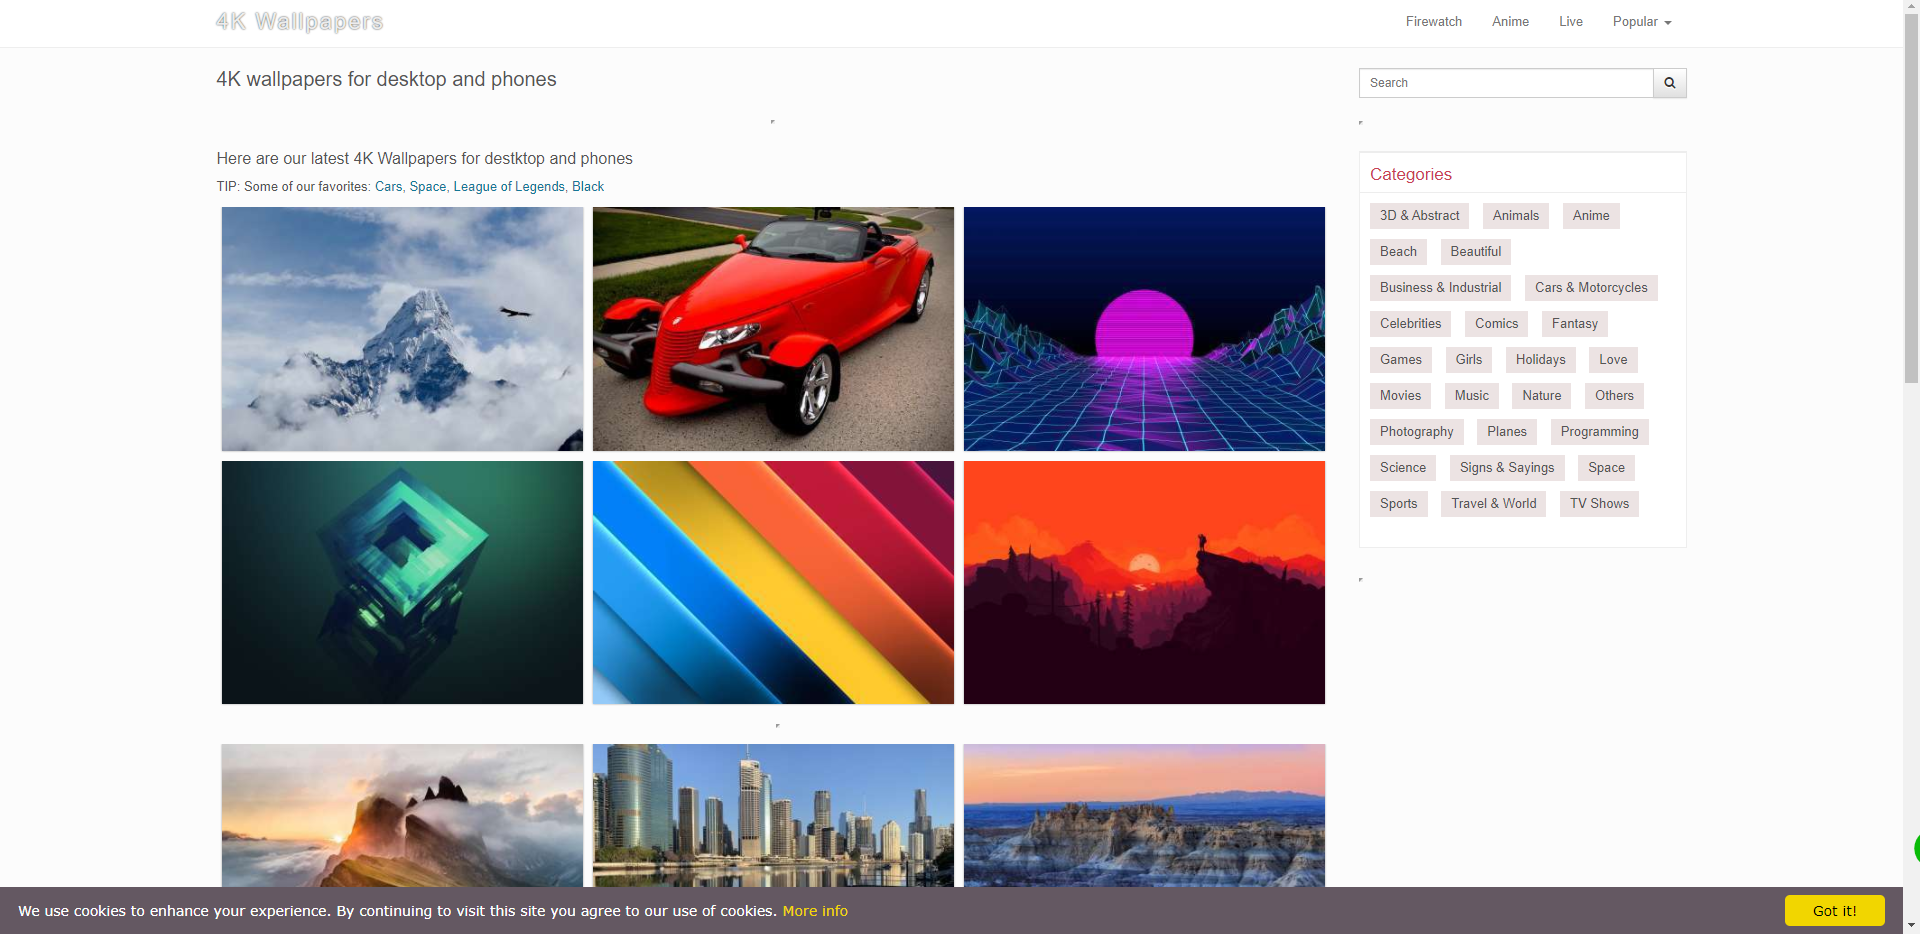 4K Wallpapers
Firewatch Anime Live Popular
4K wallpapers for desktop and phones
Search
Here are our latest 4K Wallpapers for destktop and phones
TIP: Some of our favorites: Cars, Space, League of Legends, Black
Categories
3D & Abstract Animals Anime
Beach Beautiful
Business & Industrial Cars & Motorcycles
Celebrities Comics Fantasy
Games Girls Holidays Love
Movies Music Nature Others
Photography Planes Programming
Science Signs & Sayings Space
Sports Travel & World TV Shows
We use cookies to enhance your experience. By continuing to visit this site you agree to our use of cookies. More info
Got it!